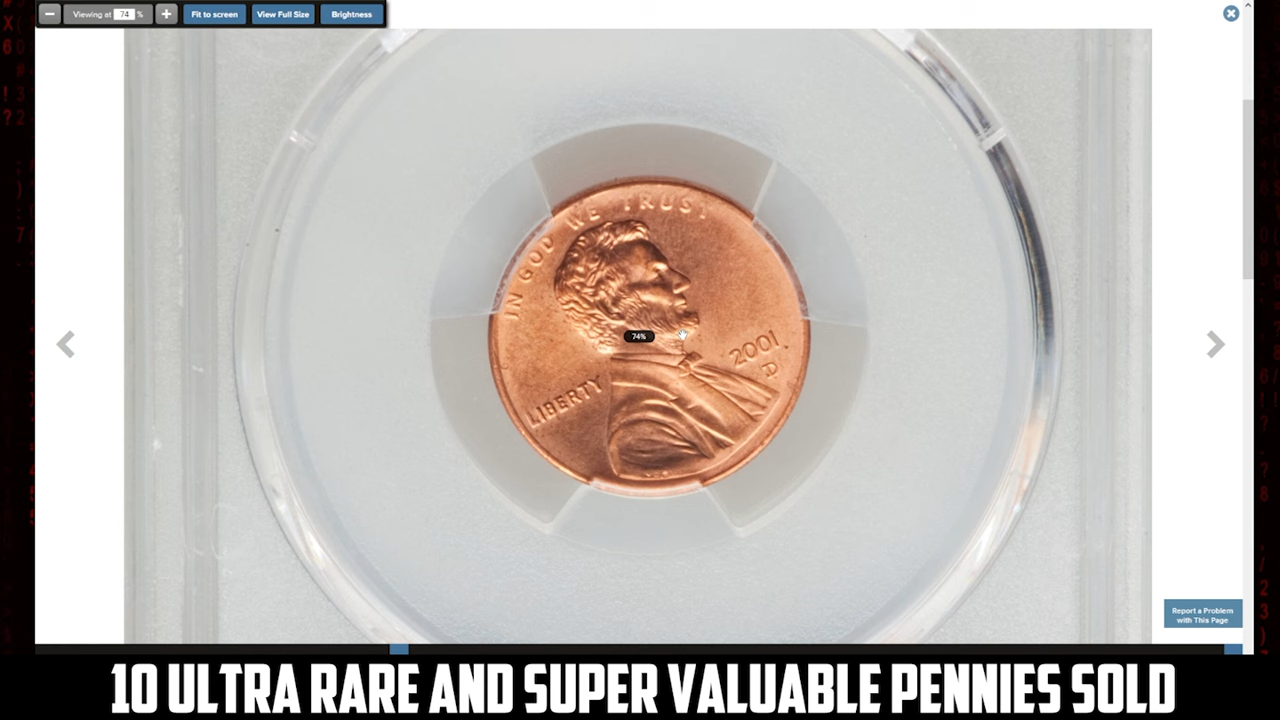 Viewing at 74 %
Fit to screen
View Full Size
Brightness
IN GOD WE TRUST
LIBERTY
2001
D
74%
Report a Problem
with This Page
10 ULTRA RARE AND SUPER VALUABLE PENNIES SOLD